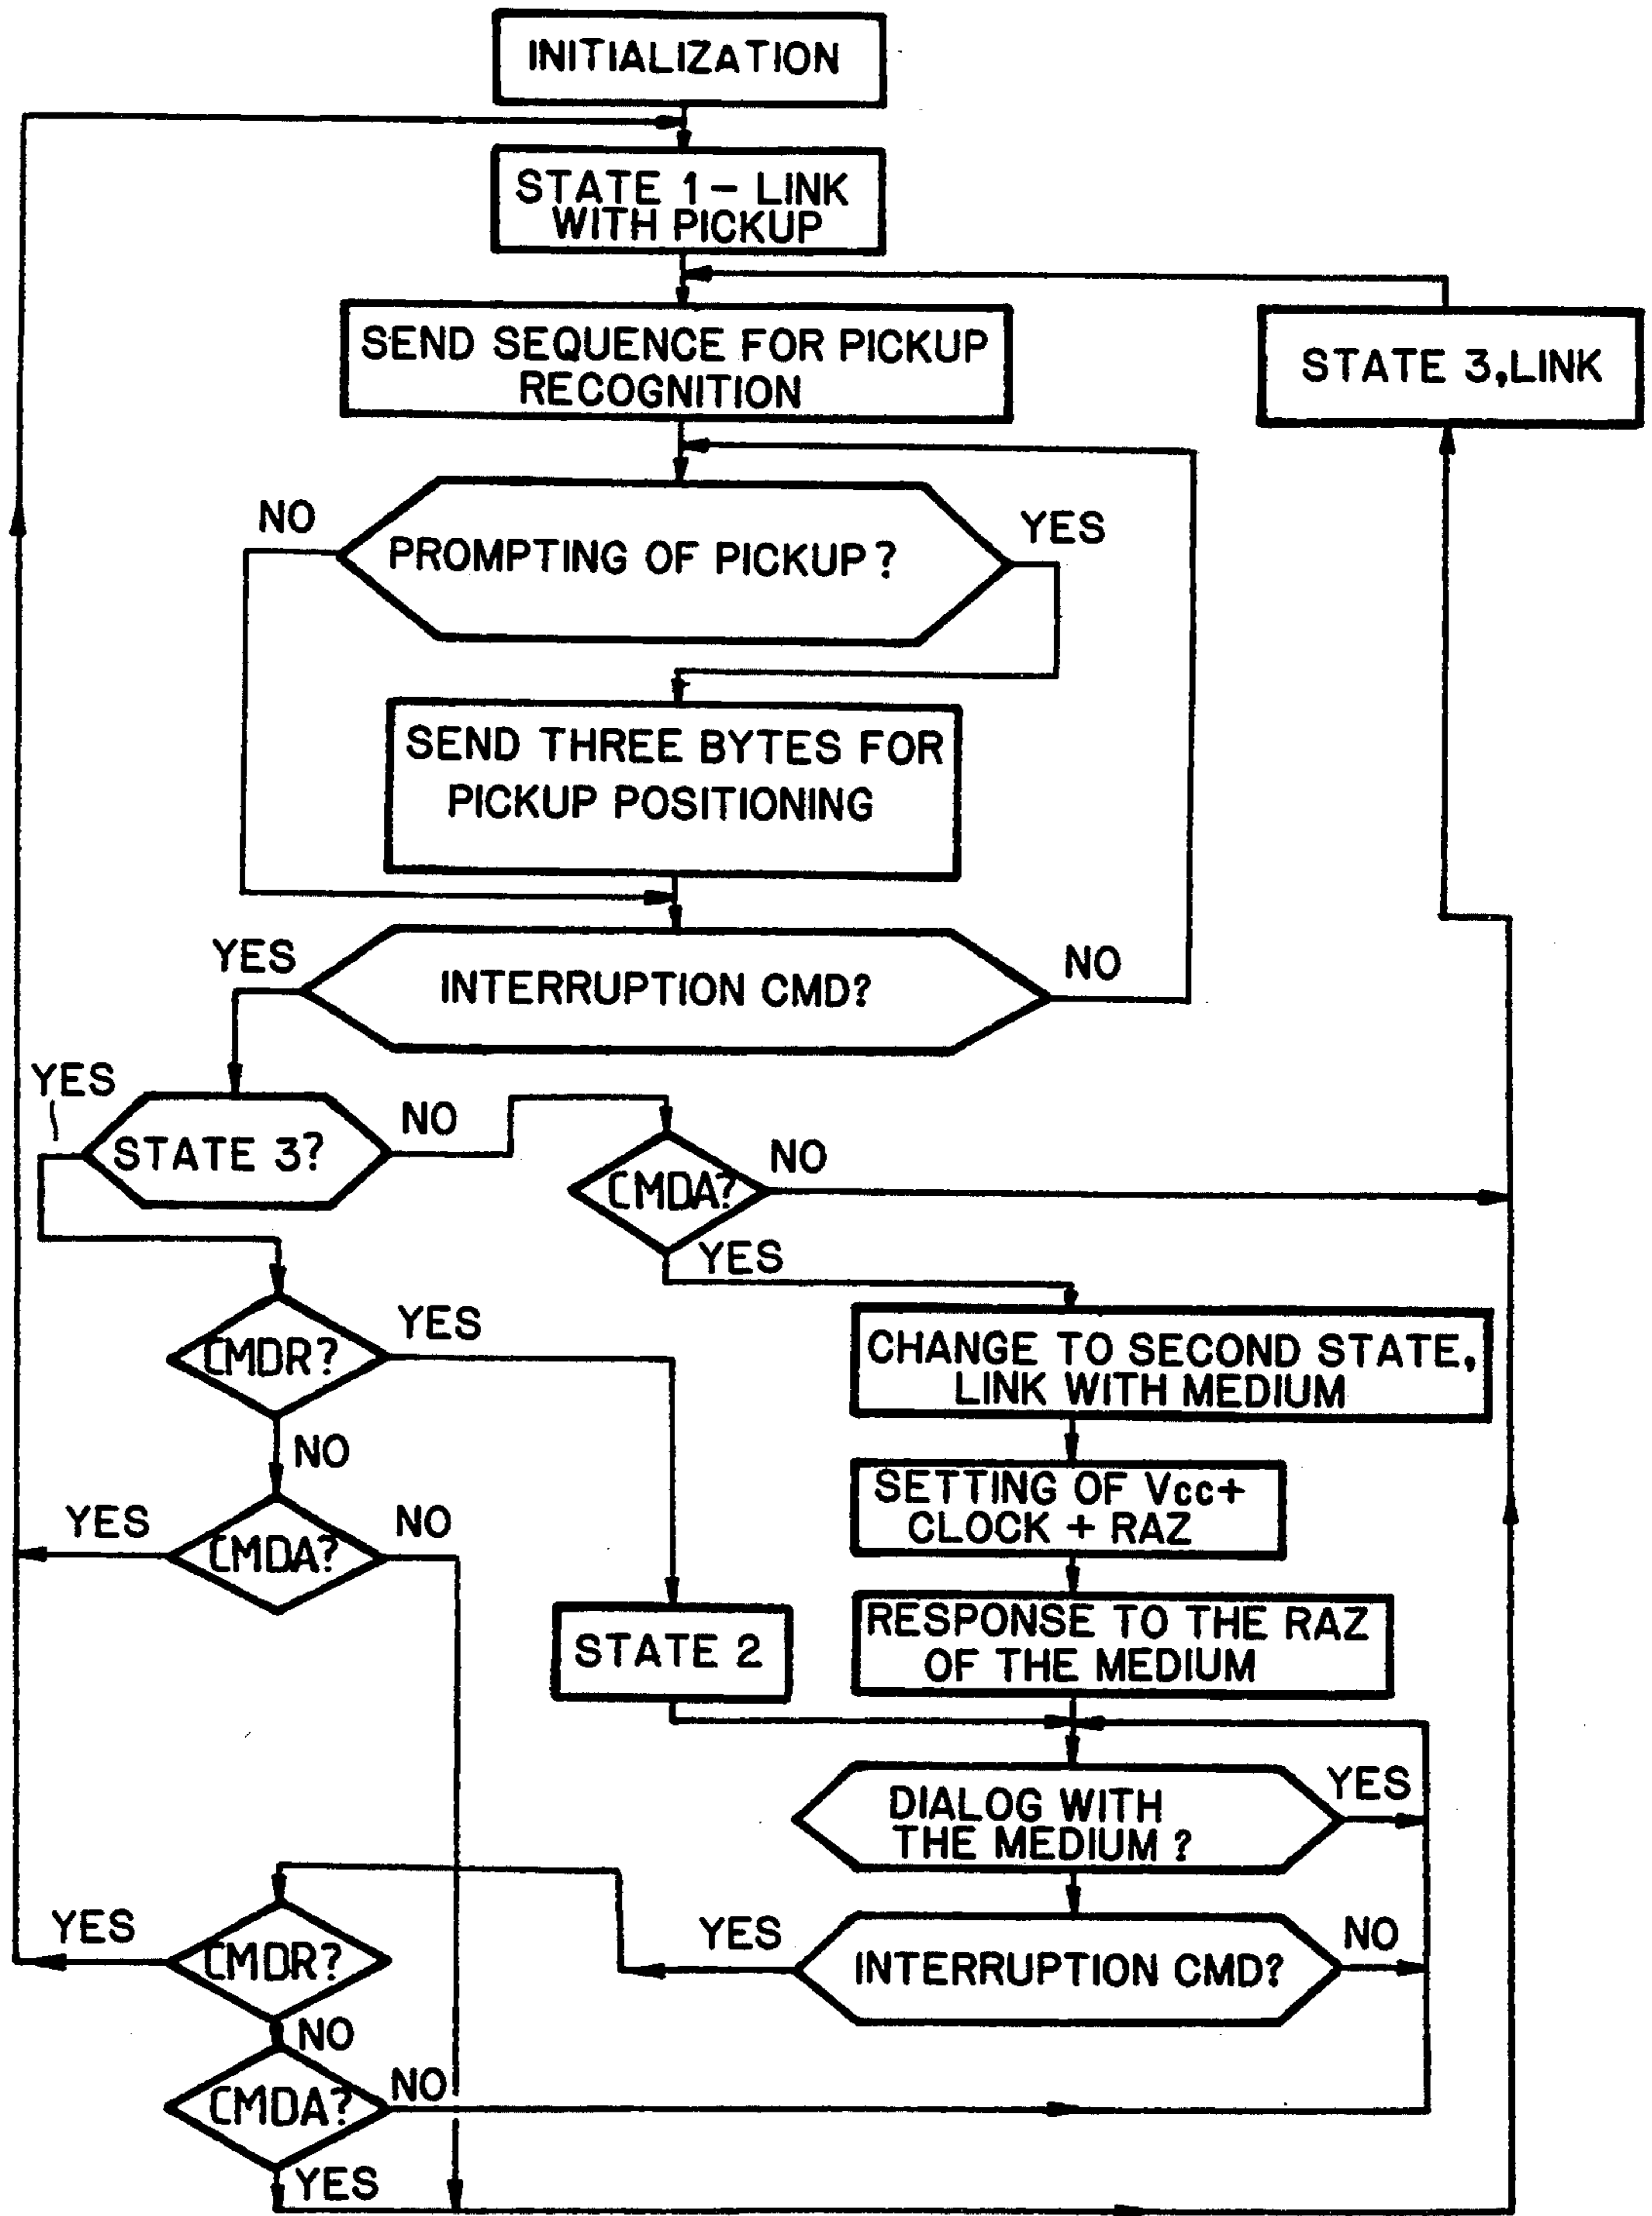 INITIALIZATION
STATE 1 - LINK
WITH PICKUP
SEND SEQUENCE FOR PICKUP
RECOGNITION
STATE 3,LINK
NO
YES
PROMPTING OF PICKUP?
SEND THREE BYTES FOR
PICKUP POSITIONING
YES
NO
INTERRUPTION CMD?
YES
STATE 3?
NO
CMDA?
NO
YES
CMDR?
YES
CHANGE TO SECOND STATE,
LINK WITH MEDIUM
NO
SETTING OF Vcc+
CLOCK + RAZ
YES
CMDA?
NO
STATE 2
RESPONSE TO THE RAZ
OF THE MEDIUM
DIALOG WITH
THE MEDIUM ?
YES
YES
CMDR?
YES
INTERRUPTION CMD?
NO
NO
CMDA?
NO
YES